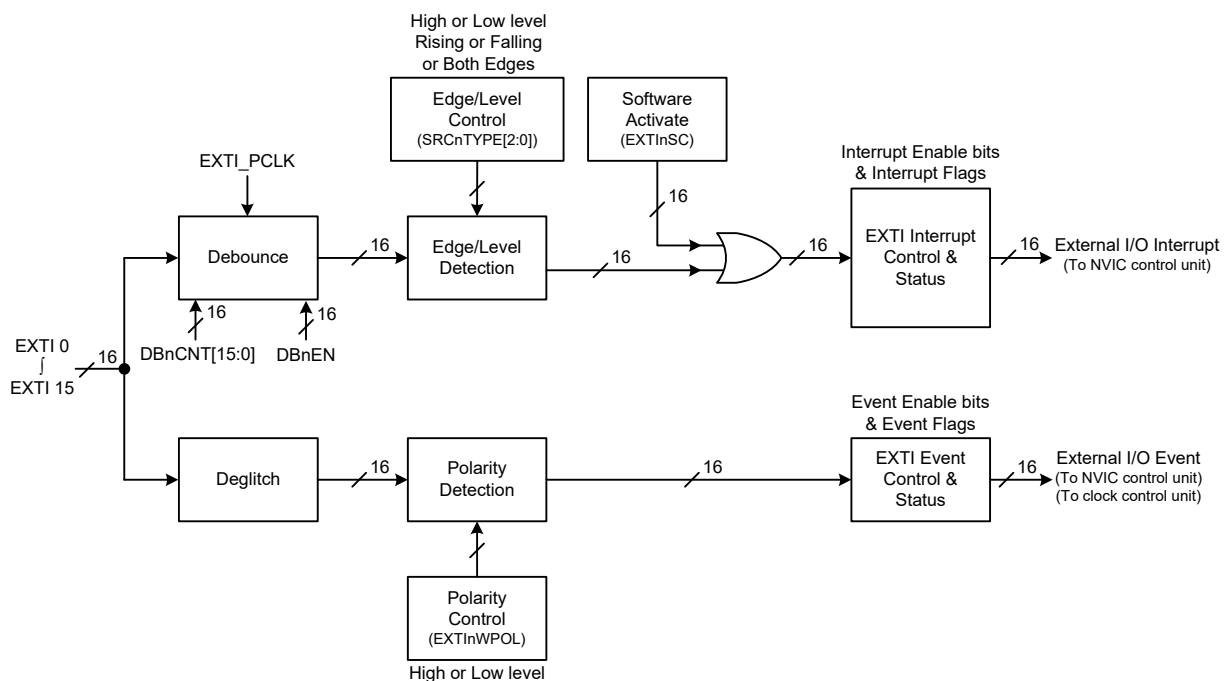 High or Low level
Rising or Falling
or Both Edges
Edge/Level
Control
(SRCnTYPE[2:0])
Software
Activate
(EXTInSC)
EXTI_PCLK
Interrupt Enable bits
& Interrupt Flags
16
Debounce
16
Edge/Level
Detection
16
EXTI Interrupt
Control &
Status
16
16
External I/O Interrupt
(To NVIC control unit)
16
16
DBnCNT[15:0]
DBnEN
EXTI 0
∫
EXTI 15
16
Event Enable bits
& Event Flags
Deglitch
16
Polarity
Detection
16
EXTI Event
Control &
Status
16
External I/O Event
(To NVIC control unit)
(To clock control unit)
Polarity
Control
(EXTInWPOL)
High or Low level